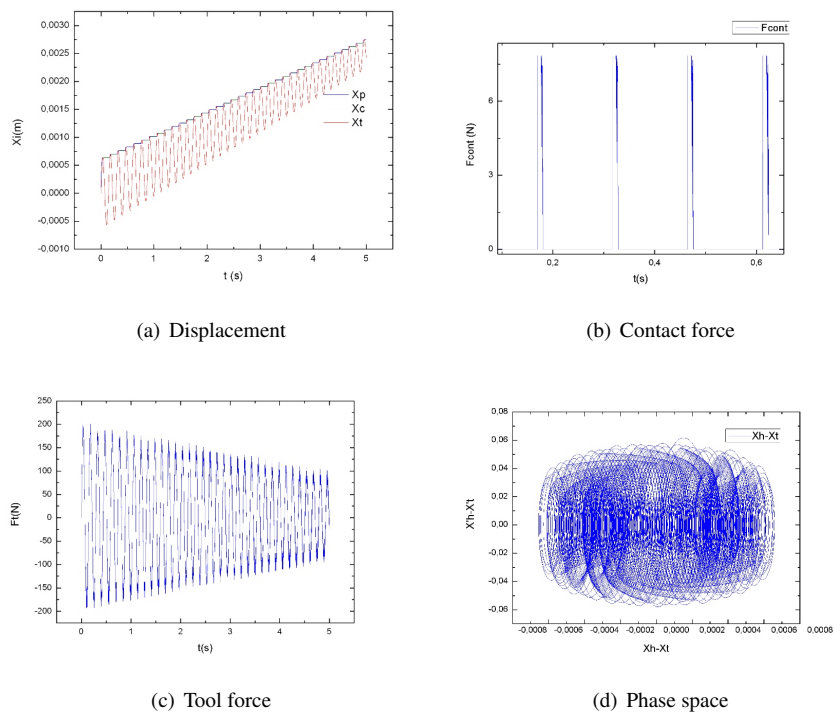 0,0030
0,0025
0,0020
0,0015
0,0010
0,0005
0,0000
-0,0005
-0,0010
Xi(m)
Xp
Xc
Xt
0 1 2 3 4 5
t (s)
(a) Displacement
Fcont
6
3
0
Fcont (N)
0,2 0,4 0,6
t(s)
(b) Contact force
250
200
150
100
50
0
-50
-100
-150
-200
Ft(N)
0 1 2 3 4 5
t(s)
(c) Tool force
0,08
0,06
0,04
0,02
0,00
-0,02
-0,04
-0,06
X'h-X't
Xh-Xt
-0,0008 -0,0006 -0,0004 -0,0002 0,0000 0,0002 0,0004 0,0006 0,0008
Xh-Xt
(d) Phase space